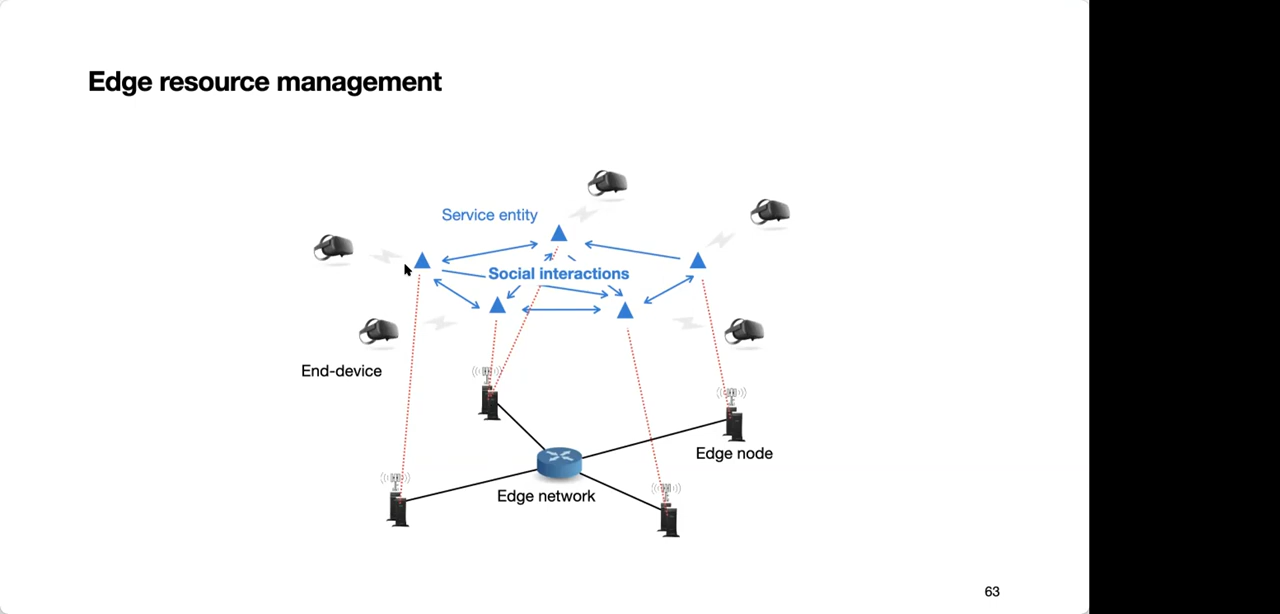 Edge resource management
Service entity
Social interactions
End-device
Edge node
Edge network
63